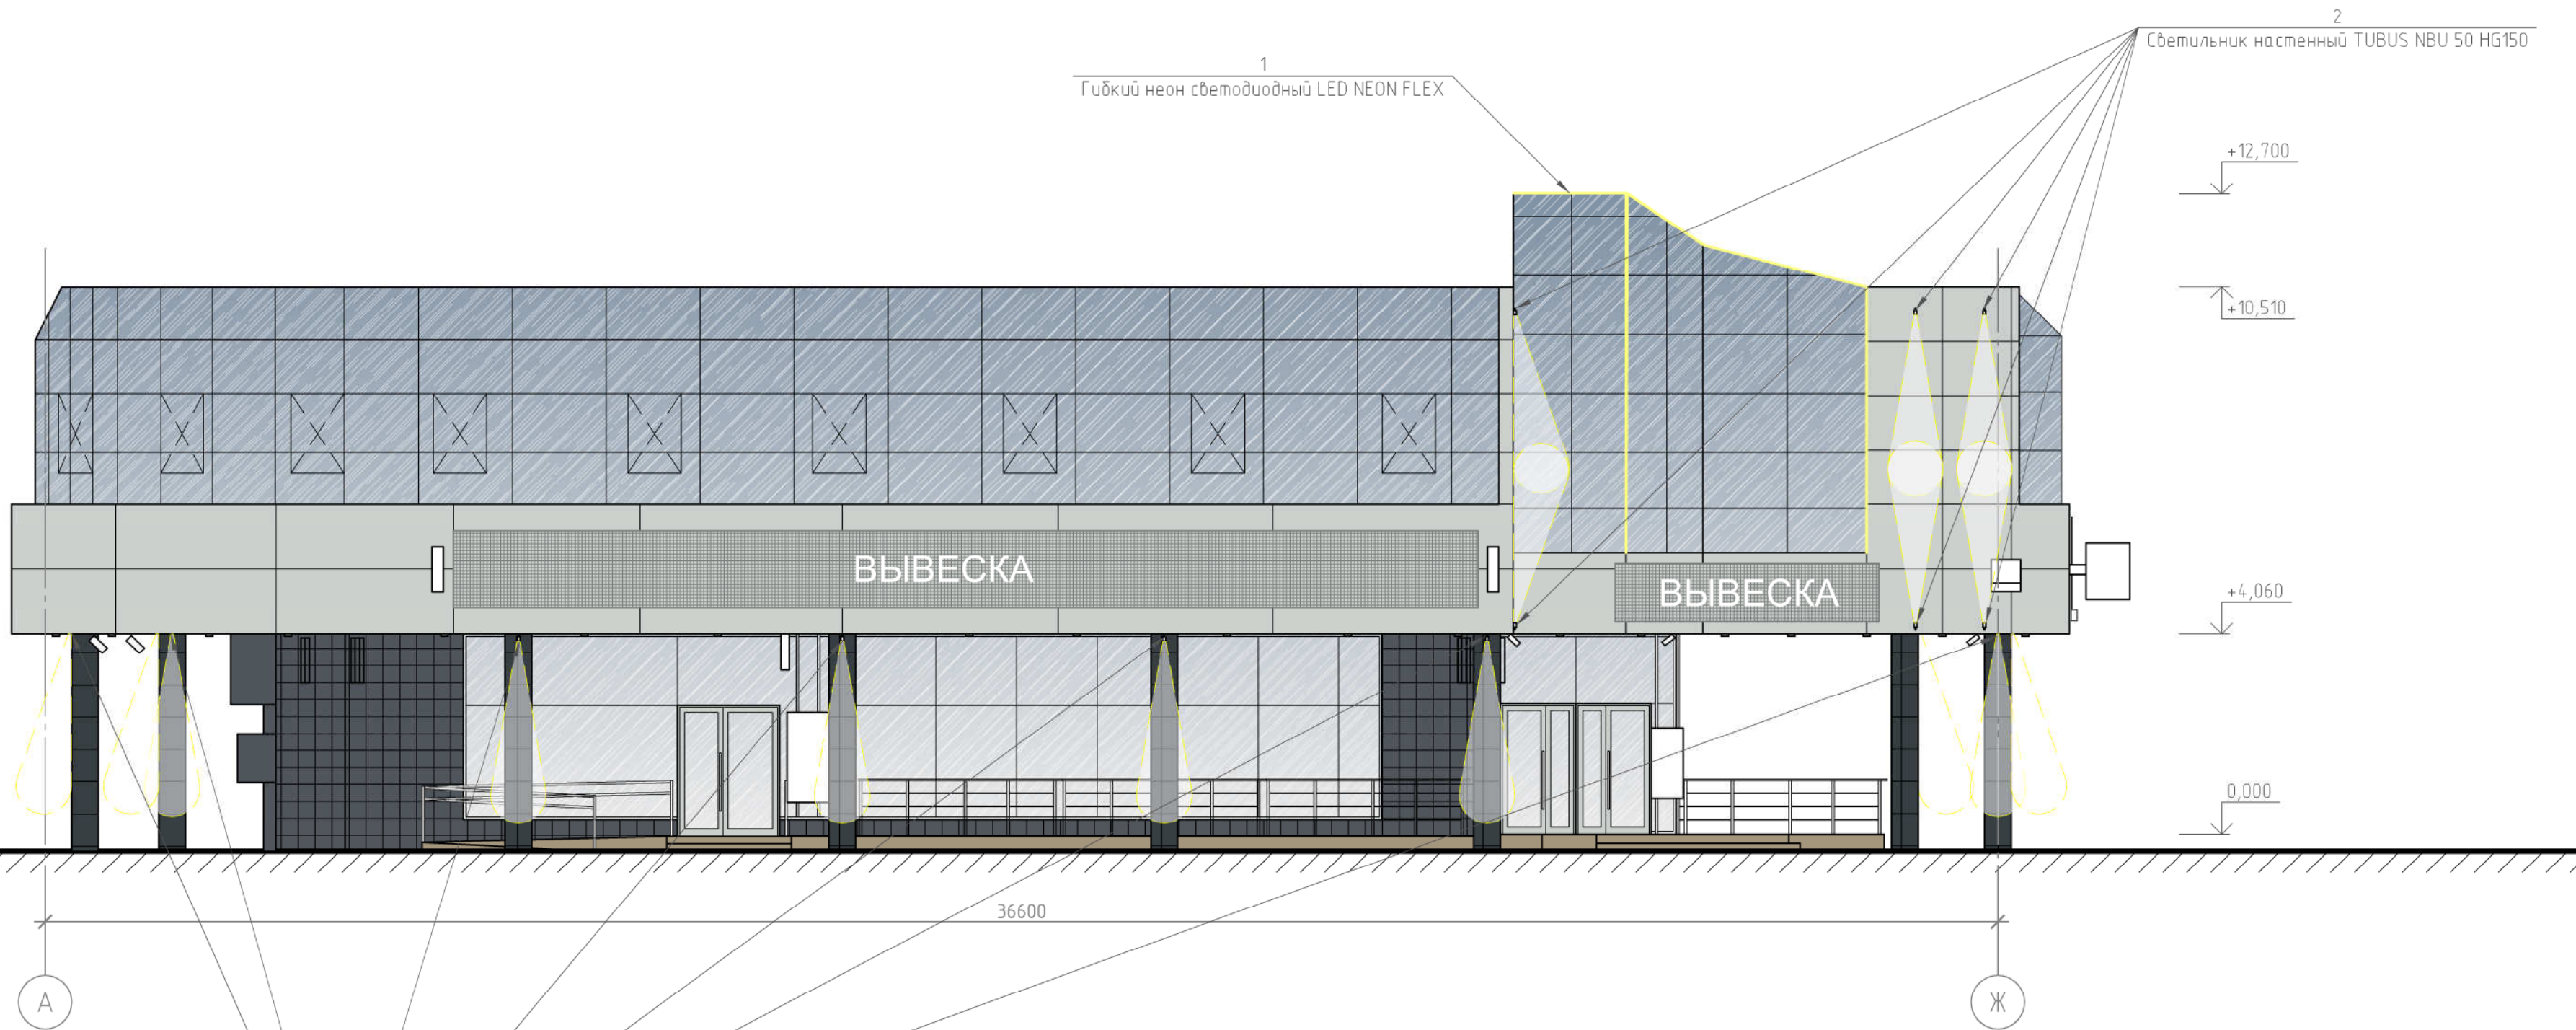 2
Светильник настенный TUBUS NBU 50 HG150
1
Гибкий неон светодиодный LED NEON FLEX
+12,700
+10,510
ВЫВЕСКА
ВЫВЕСКА
+4,060
0,000
36600
А
Ж